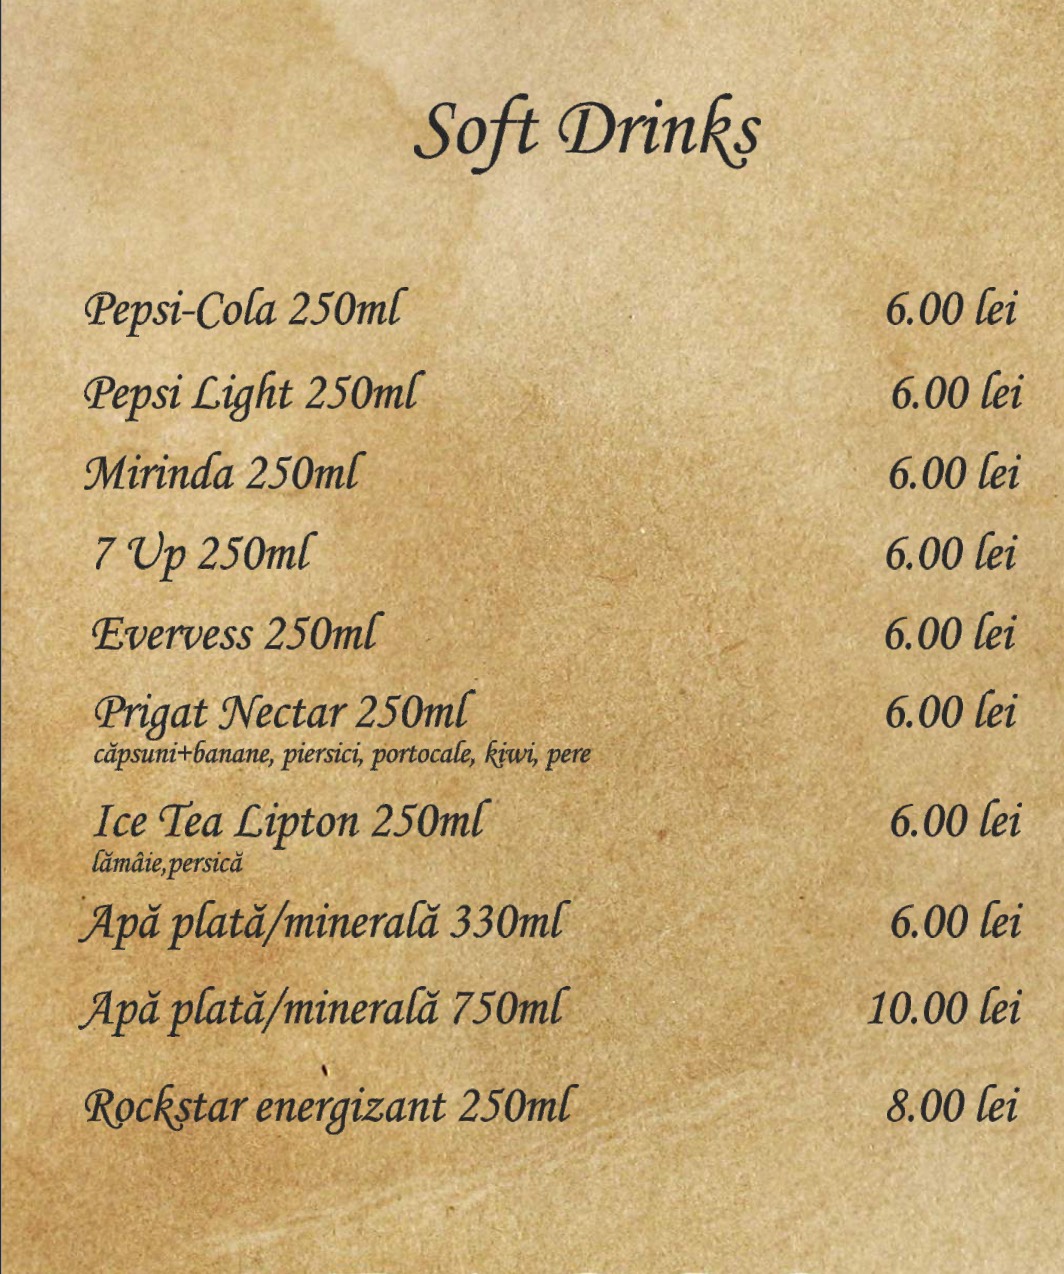 Soft Drinks
Pepsi-Cola 250ml 6.00 lei
Pepsi Light 250ml 6.00 lei
Mirinda 250ml 6.00 lei
7 Up 250ml 6.00 lei
Evervess 250ml 6.00 lei
Prigat Nectar 250ml 6.00 lei
căpsuni+banane, piersici, portocale, kiwi, pere
Ice Tea Lipton 250ml 6.00 lei
lămâie,persică
Apă plată/minerală 330ml 6.00 lei
Apă plată/minerală 750ml 10.00 lei
Rockstar energizant 250ml 8.00 lei